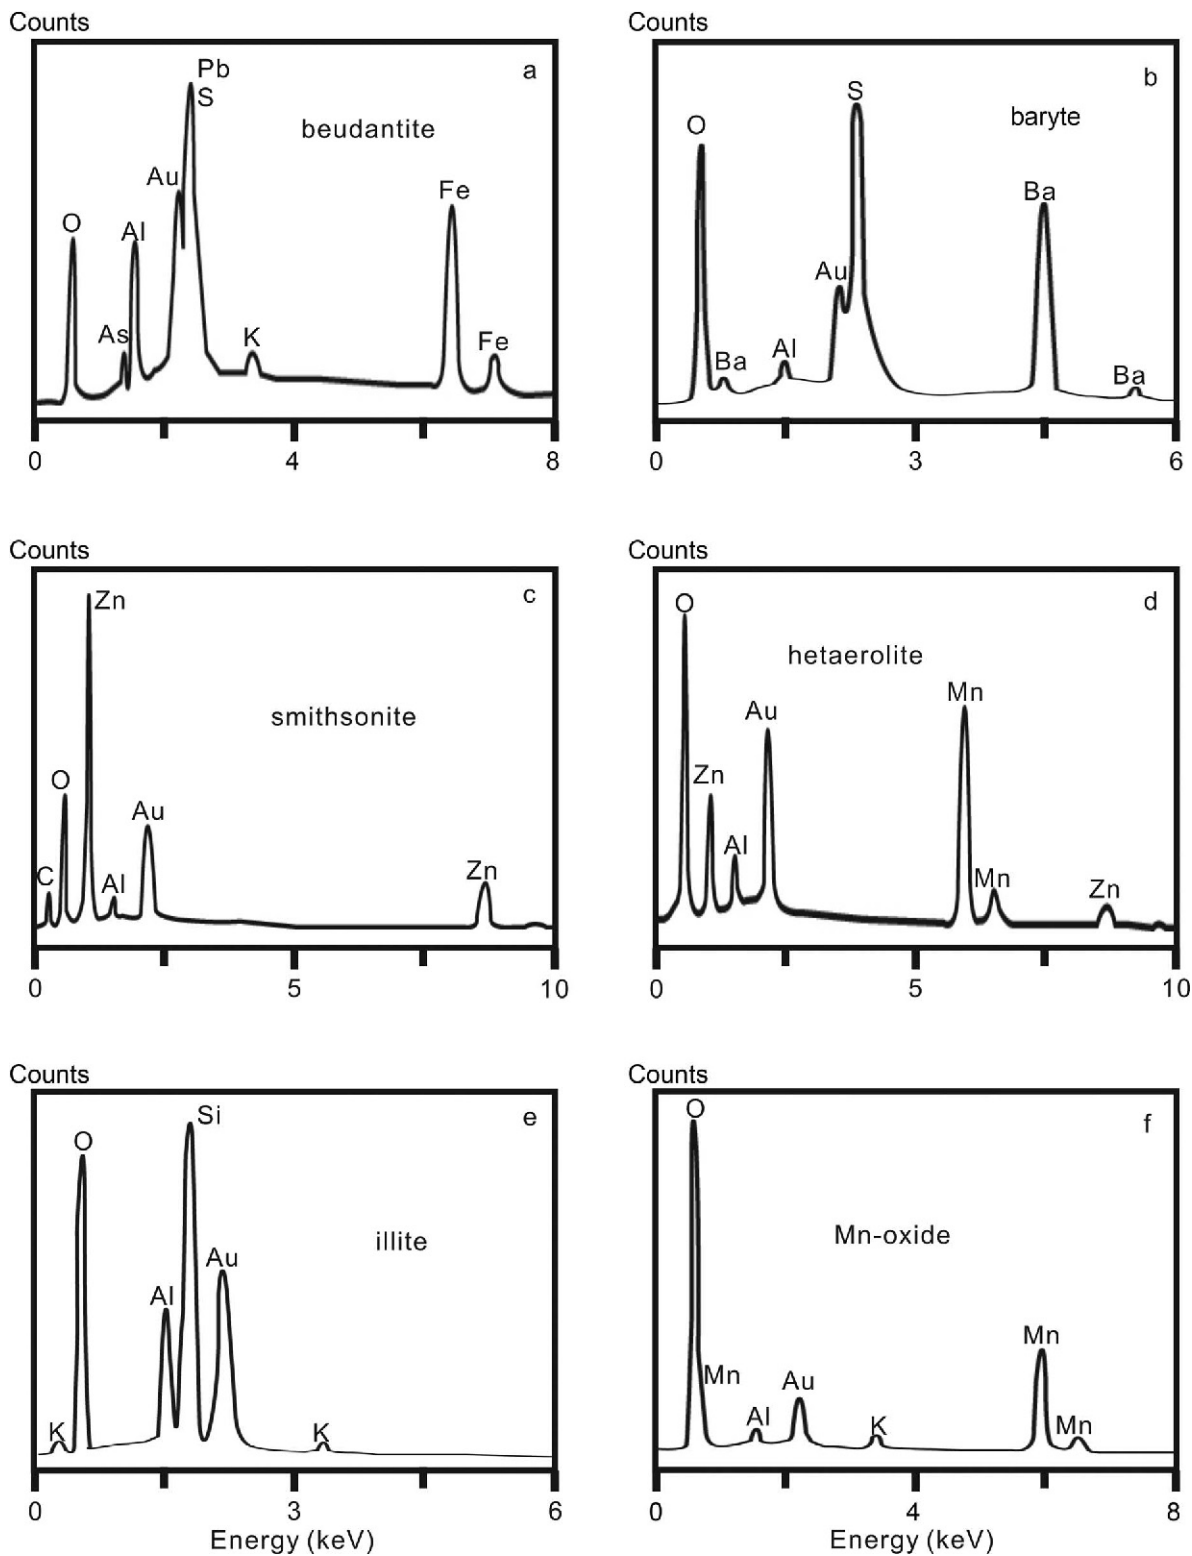 Counts
a
Pb
S
beudantite
Au
Fe
O
Al
As
K
Fe
0 4 8
Counts
b
S
O
baryte
Ba
Au
Al
Ba
Ba
0 3 6
Counts
c
Zn
smithsonite
O
Au
C
Al
Zn
0 5 10
Counts
d
O
hetaerolite
Mn
Au
Zn
Al
Mn
Zn
0 5 10
Counts
e
Si
O
illite
Au
Al
K
K
0 3 6
Energy (keV)
Counts
f
O
Mn-oxide
Mn
Mn
Au
Al
K
Mn
0 4 8
Energy (keV)